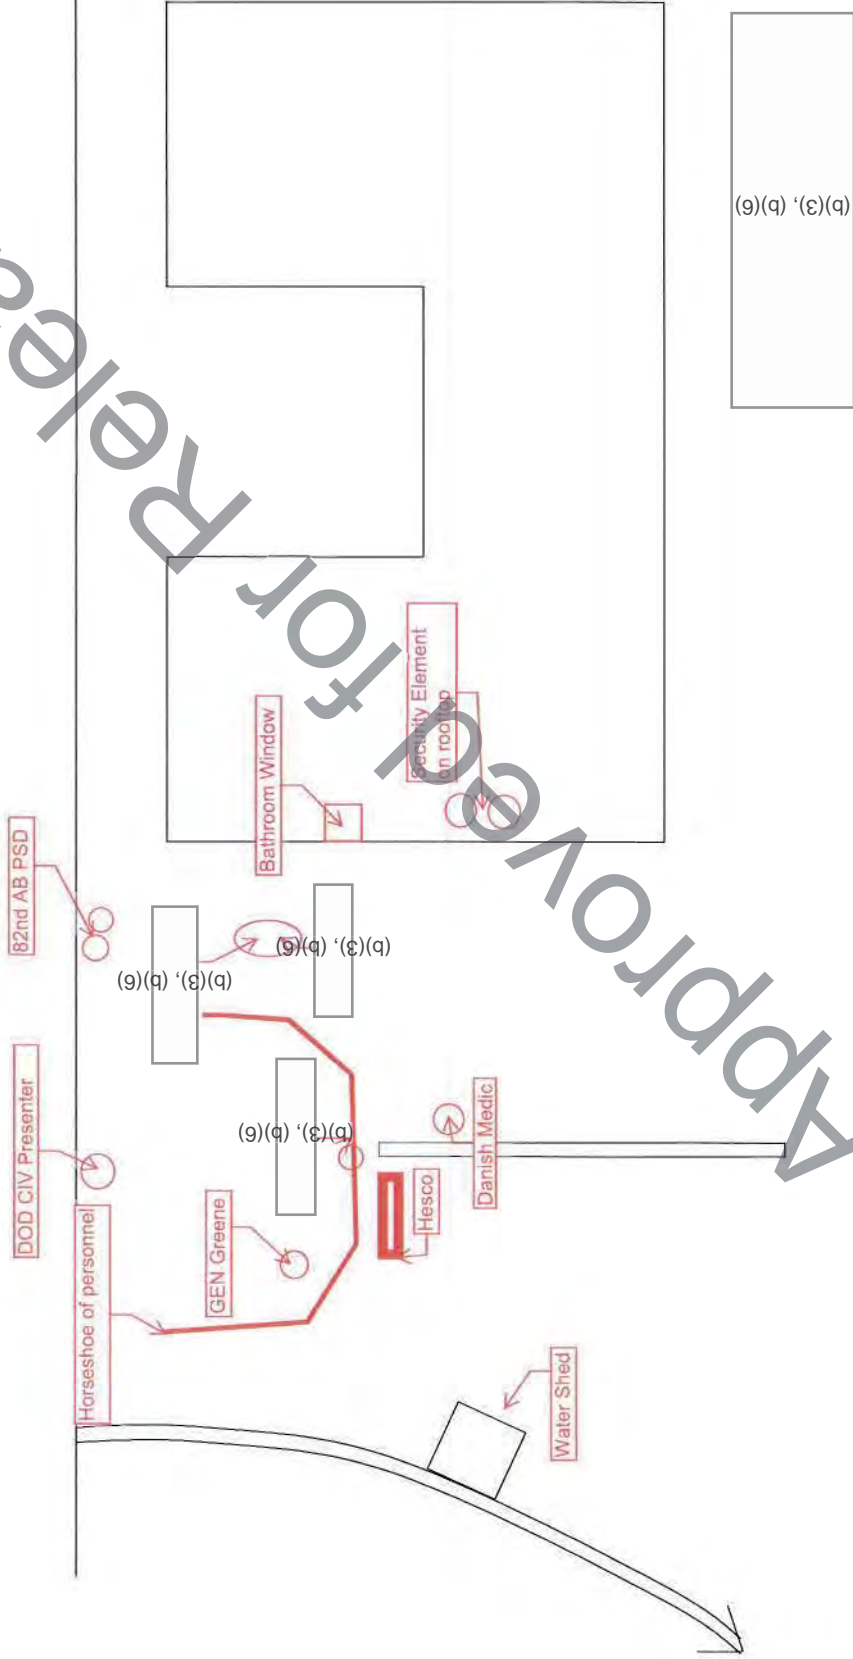 82nd AB PSD
DOD CIV Presenter
Horseshoe of personnel
GEN Greene
Bathroom Window
Security Element
on rooftop
Hesco
Danish Medic
Water Shed
(b)(3), (b)(6)
(b)(3), (b)(6)
(b)(3), (b)(6)
(b)(3), (b)(6)
Approved for Releas